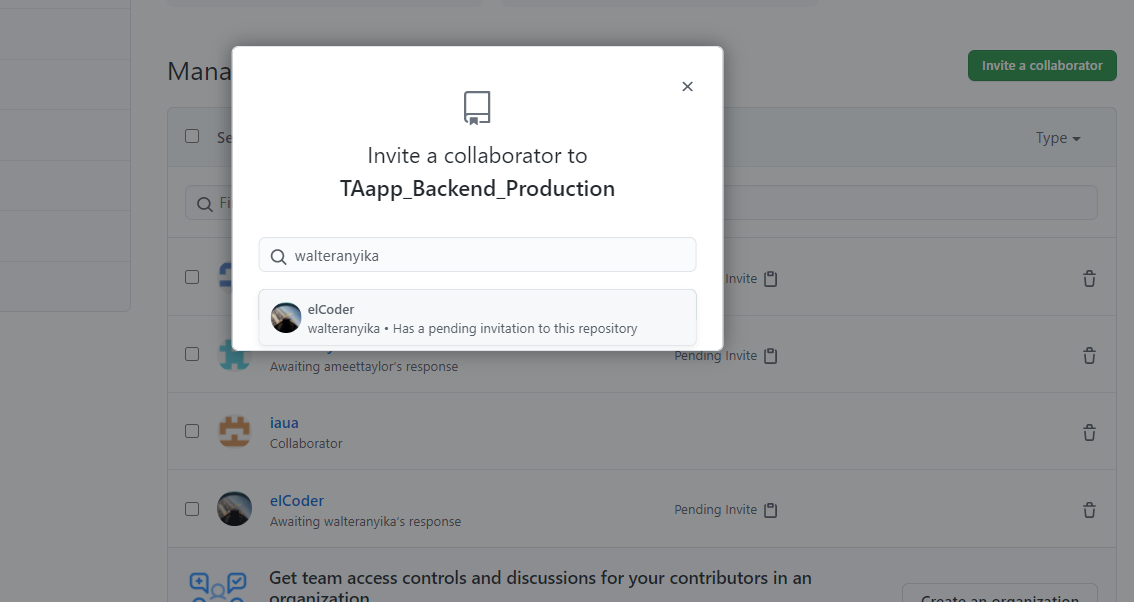 Mana
Invite a collaborator
Se
Type
Fi
Invite a collaborator to
TAapp_Backend_Production
walteranyika
elCoder
walteranyika • Has a pending invitation to this repository
Invite
Awaiting ameettaylor's response
Pending Invite
iaua
Collaborator
elCoder
Awaiting walteranyika's response
Pending Invite
Get team access controls and discussions for your contributors in an
organization
Create an organization